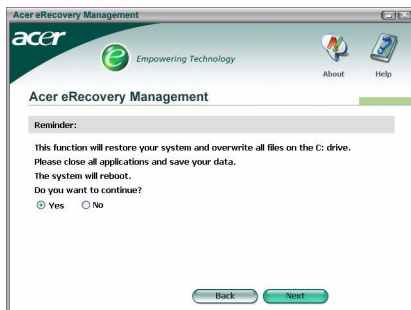 Acer eRecovery Management
acer
e Empowering Technology
About
Help
Acer eRecovery Management
Reminder:
This function will restore your system and overwrite all files on the C: drive.
Please close all applications and save your data.
The system will reboot.
Do you want to continue?
Yes No
Back Next